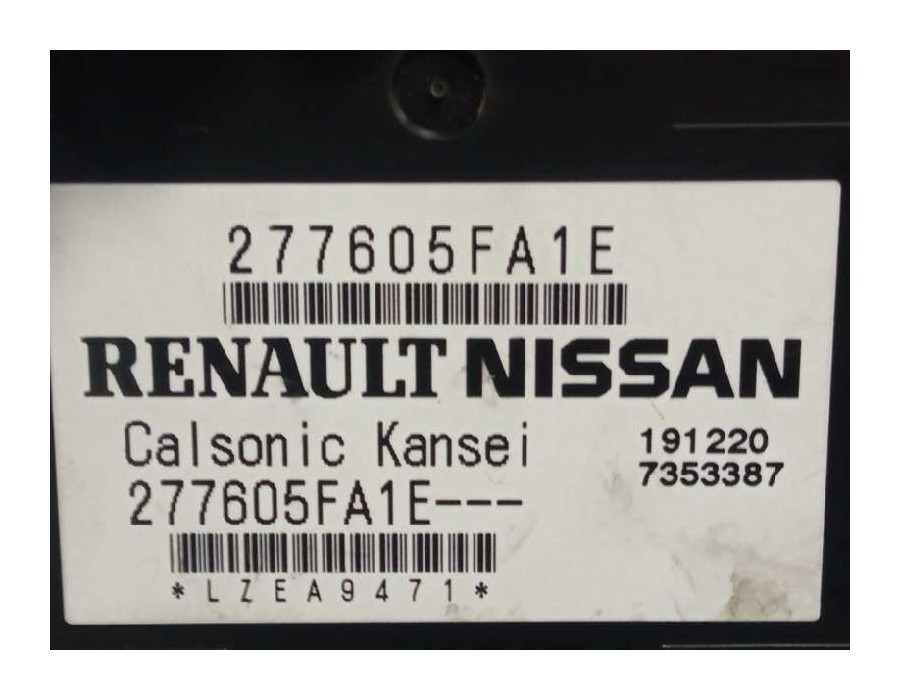 277605FA1E
RENAULT NISSAN
Calsonic Kansei
191220
7353387
277605FA1E---
*LZEA9471*